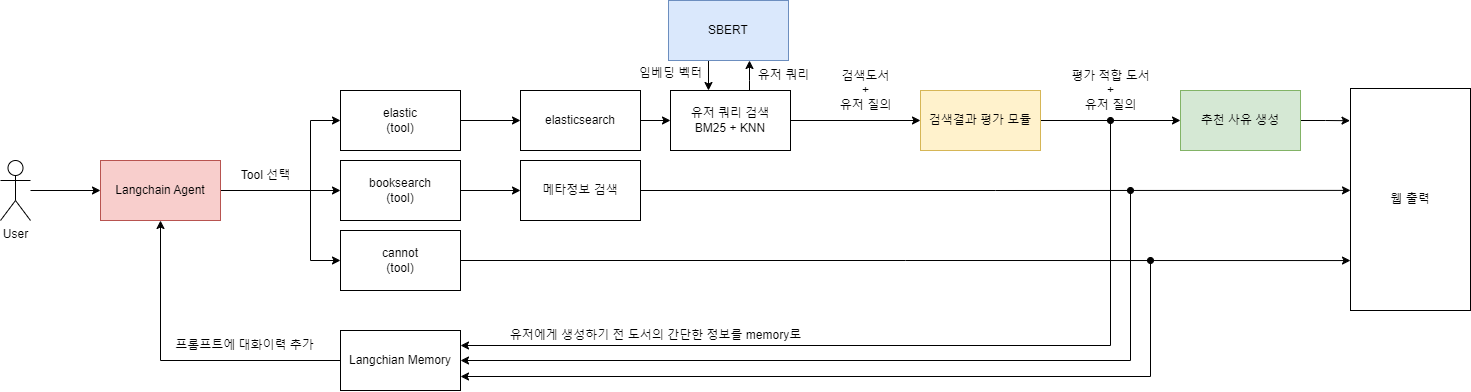 SBERT
임베딩 벡터
유저 쿼리
검색도서
+
유저 질의
평가 적합 도서
+
유저 질의
elastic
(tool)
elasticsearch
유저 쿼리 검색
BM25 + KNN
검색결과 평가 모듈
추천 사유 생성
Tool 선택
Langchain Agent
booksearch
(tool)
메타정보 검색
웹 출력
User
cannot
(tool)
유저에게 생성하기 전 도서의 간단한 정보를 memory로
프롬프트에 대화이력 추가
Langchian Memory